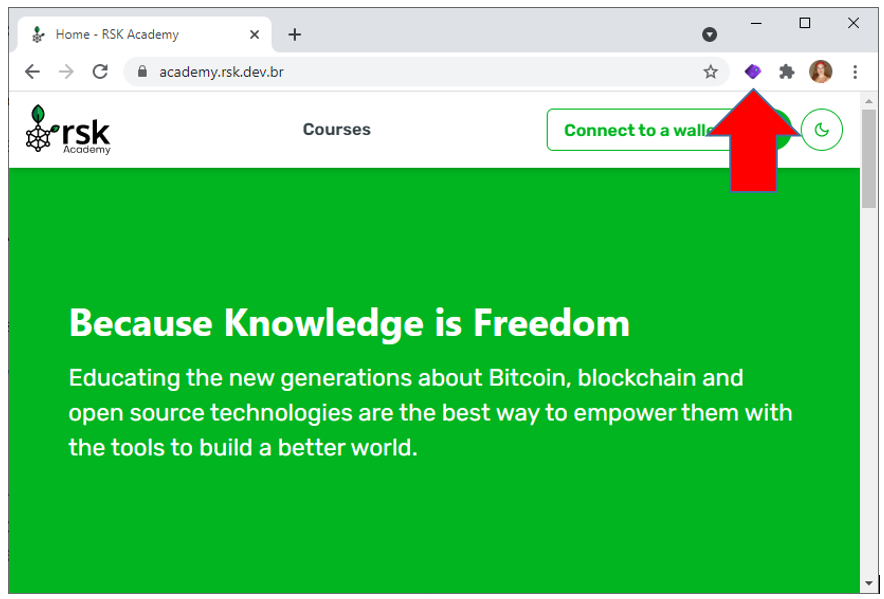 Home - RSK Academy
academy.rsk.dev.br
rsk
Academy
Courses
Connect to a
Because Knowledge is Freedom
Educating the new generations about Bitcoin, blockchain and
open source technologies are the best way to empower them with
the tools to build a better world.